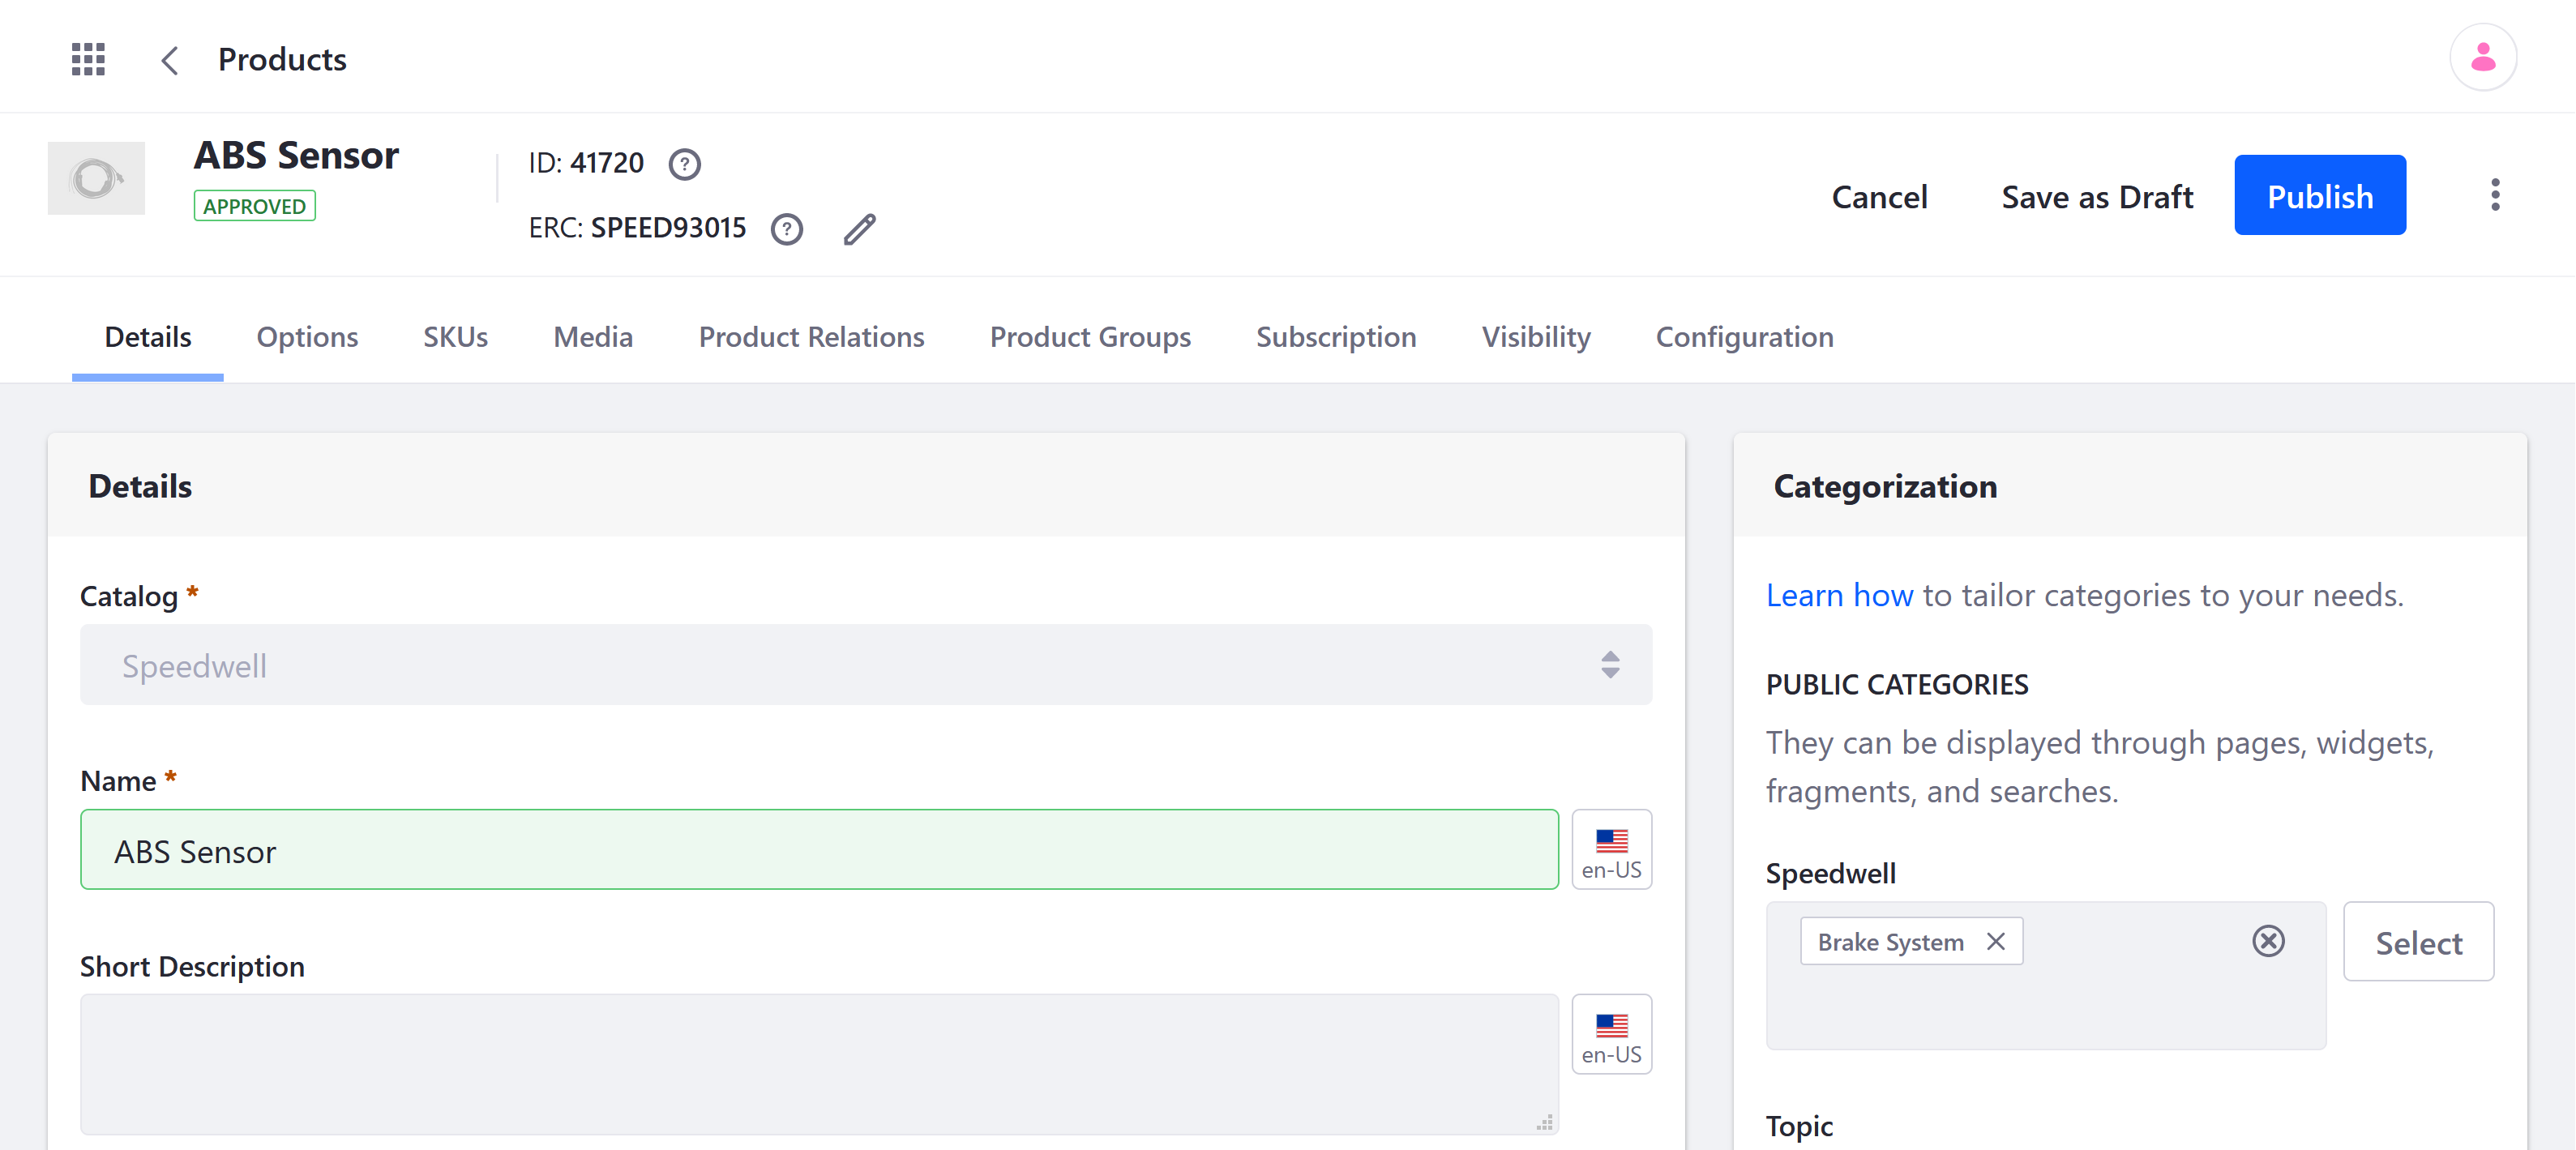 Products
ABS Sensor
APPROVED
ID: 41720
?
ERC: SPEED93015
?
Cancel
Save as Draft
Publish
Details
Options
SKUs
Media
Product Relations
Product Groups
Subscription
Visibility
Configuration
Details
Catalog *
Speedwell
Name *
ABS Sensor
en-US
Short Description
en-US
Categorization
Learn how to tailor categories to your needs.
PUBLIC CATEGORIES
They can be displayed through pages, widgets,
fragments, and searches.
Speedwell
Brake System
Select
Topic